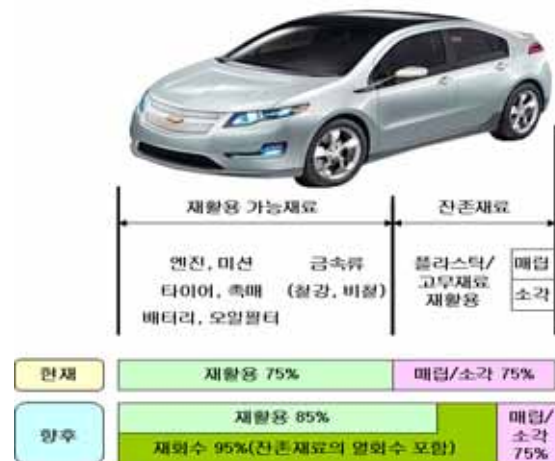 재활용 가능재료
잔존재료
엔진, 미션
타이어, 촉매
배터리, 오일필터
금속류
(철강, 비철)
플라스틱/
고무재료
재활용
매립
소각
현재
재활용 75%
매립/소각 75%
향후
재활용 85%
재회수 95%(잔존재료의 열회수 포함)
매립/
소각
75%